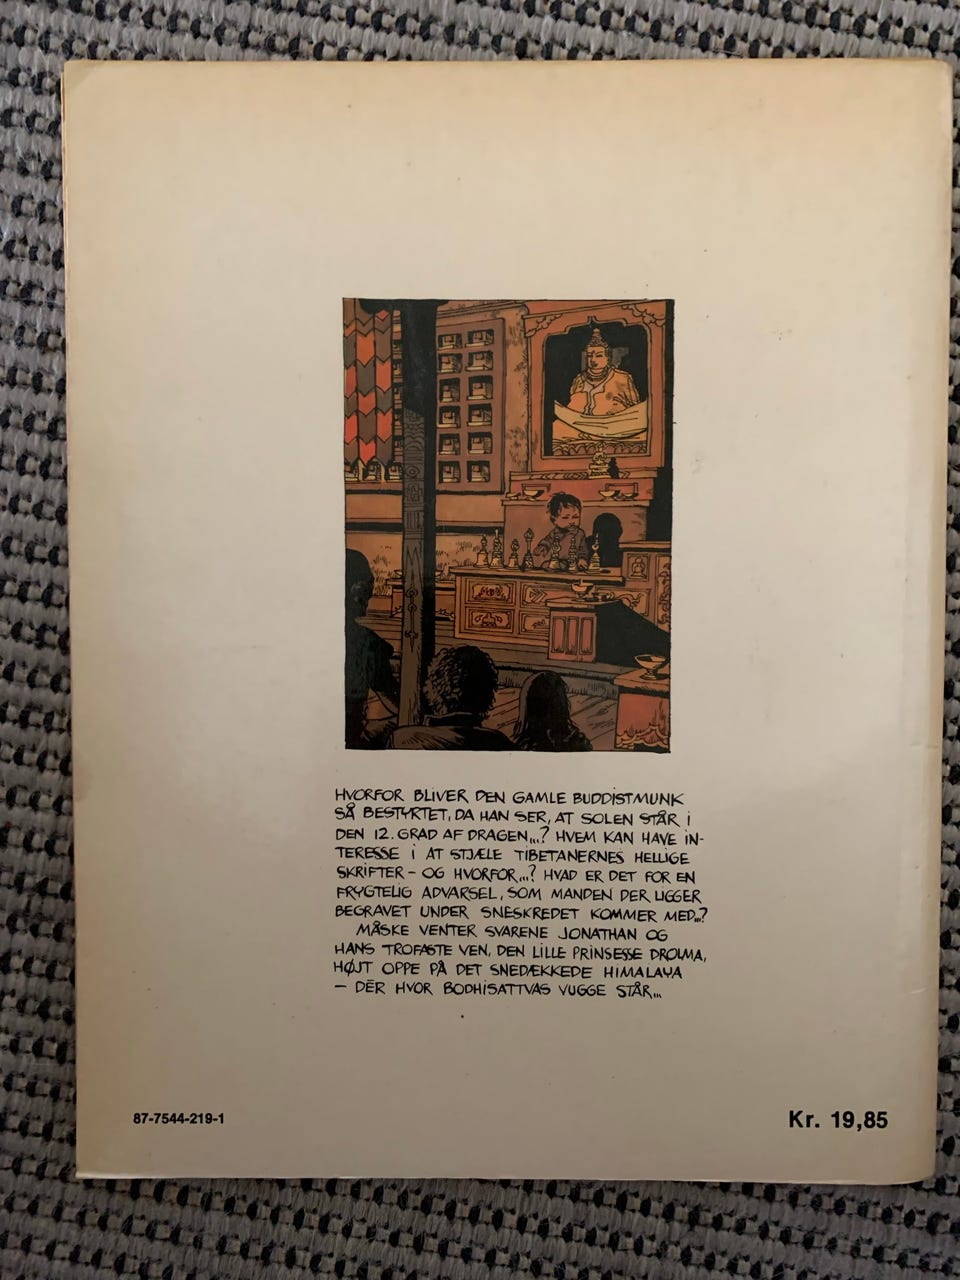 HVORFOR BLIVER DEN GAMLE BUDDISTMUNK
SÅ BESTYRTET, DA HAN SER, AT SOLEN STÅR I
DEN 12. GRAD AF DRAGEN...? HVEM KAN HAVE IN-
TERESSE I AT STJÆLE TIBETANERNES HELLIGE
SKRIFTER - OG HVORFOR...? HVAD ER DET FOR EN
FRYGTELIG ADVARSEL, SOM MANDEN DER LIGGER
BEGRAVET UNDER SNESKREDET KOMMER MED...?
MÅSKE VENTER SVARENE JONATHAN OG
HANS TROFASTE VEN, DEN LILLE PRINSESSE DROLMA,
HØJT OPPE PÅ DET SNEDÆKKEDE HIMALAYA
- DÉR HVOR BODHISATTVAS VUGGE STÅR...
87-7544-219-1
Kr. 19,85